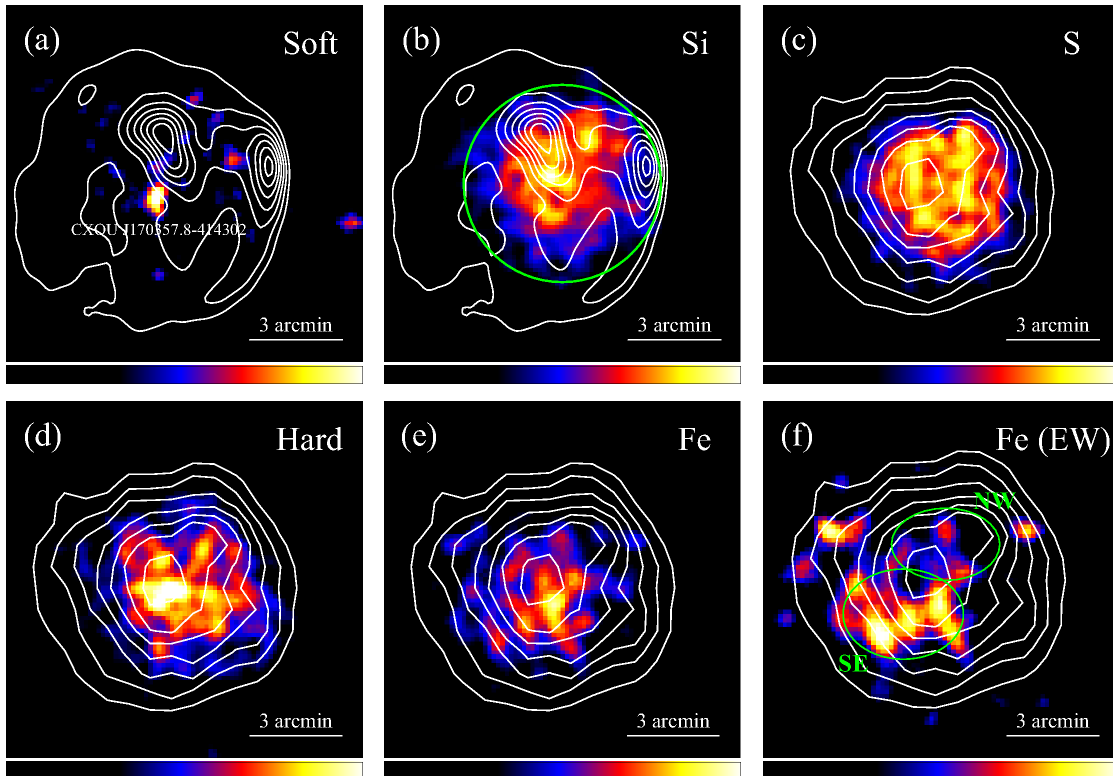 (a) Soft
CXOU J170357.8-414302
3 arcmin
(b) Si
3 arcmin
(c) S
3 arcmin
(d) Hard
3 arcmin
(e) Fe
3 arcmin
(f) Fe (EW)
NW
SE
3 arcmin